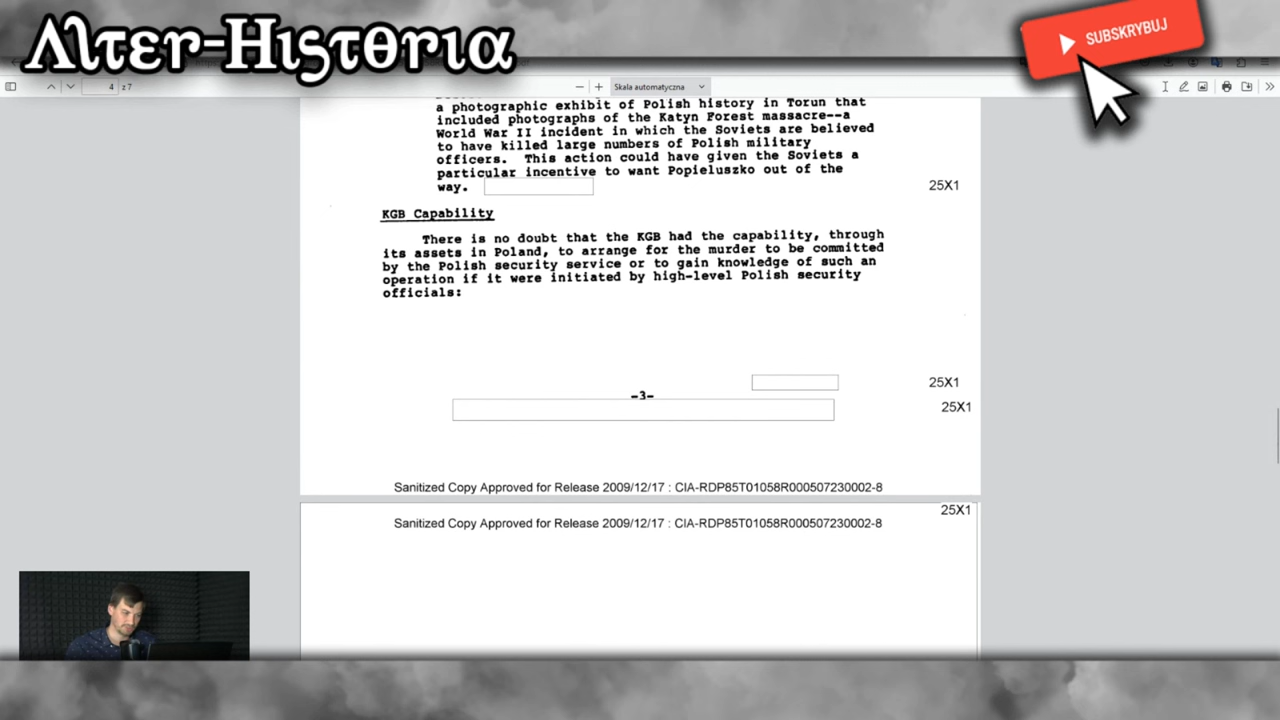 Alter-Historia
SUBSKRYBUJ
4 z 7
Skala automatyczna
a photographic exhibit of Polish history in Torun that
included photographs of the Katyn Forest massacre--a
World War II incident in which the Soviets are believed
to have killed large numbers of Polish military
officers. This action could have given the Soviets a
particular incentive to want Popieluszko out of the
way.
25X1
KGB Capability
There is no doubt that the KGB had the capability, through
its assets in Poland, to arrange for the murder to be committed
by the Polish security service or to gain knowledge of such an
operation if it were initiated by high-level Polish security
officials:
25X1
-3-
25X1
Sanitized Copy Approved for Release 2009/12/17 : CIA-RDP85T01058R000507230002-8
25X1
Sanitized Copy Approved for Release 2009/12/17 : CIA-RDP85T01058R000507230002-8